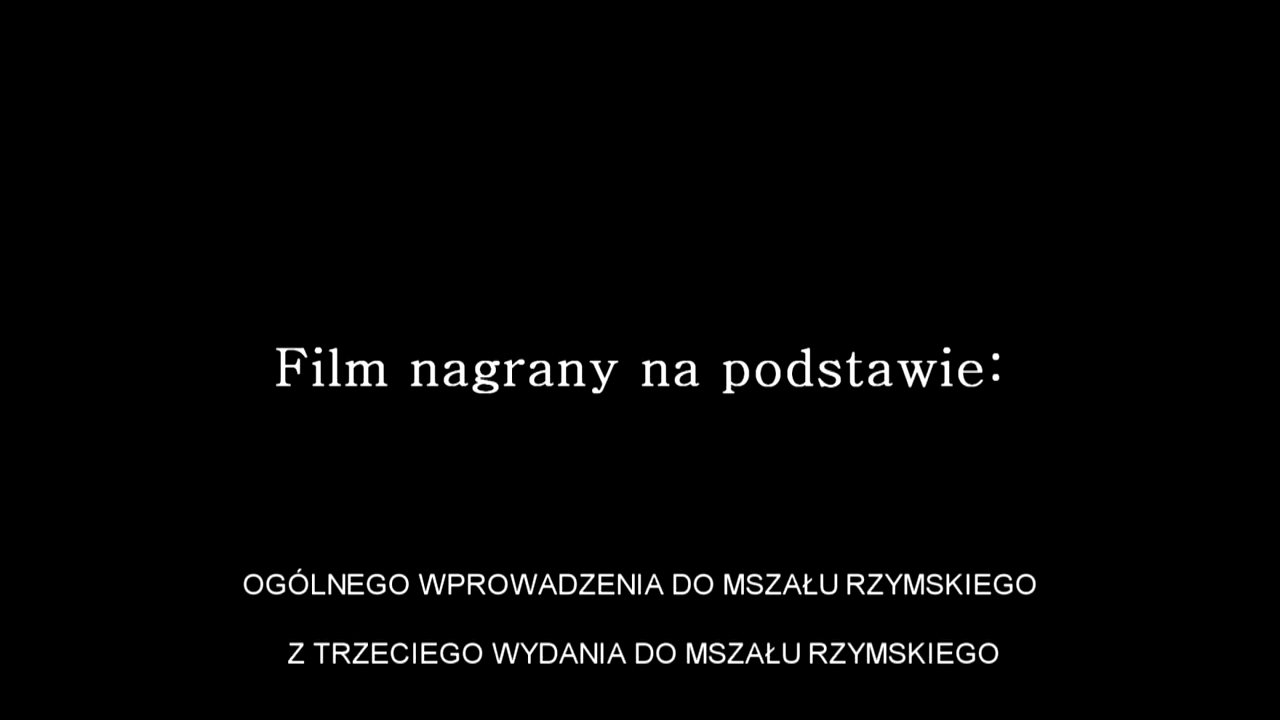 Film nagrany na podstawie:
OGÓLNEGO WPROWADZENIA DO MSZAŁU RZYMSKIEGO
Z TRZECIEGO WYDANIA DO MSZAŁU RZYMSKIEGO